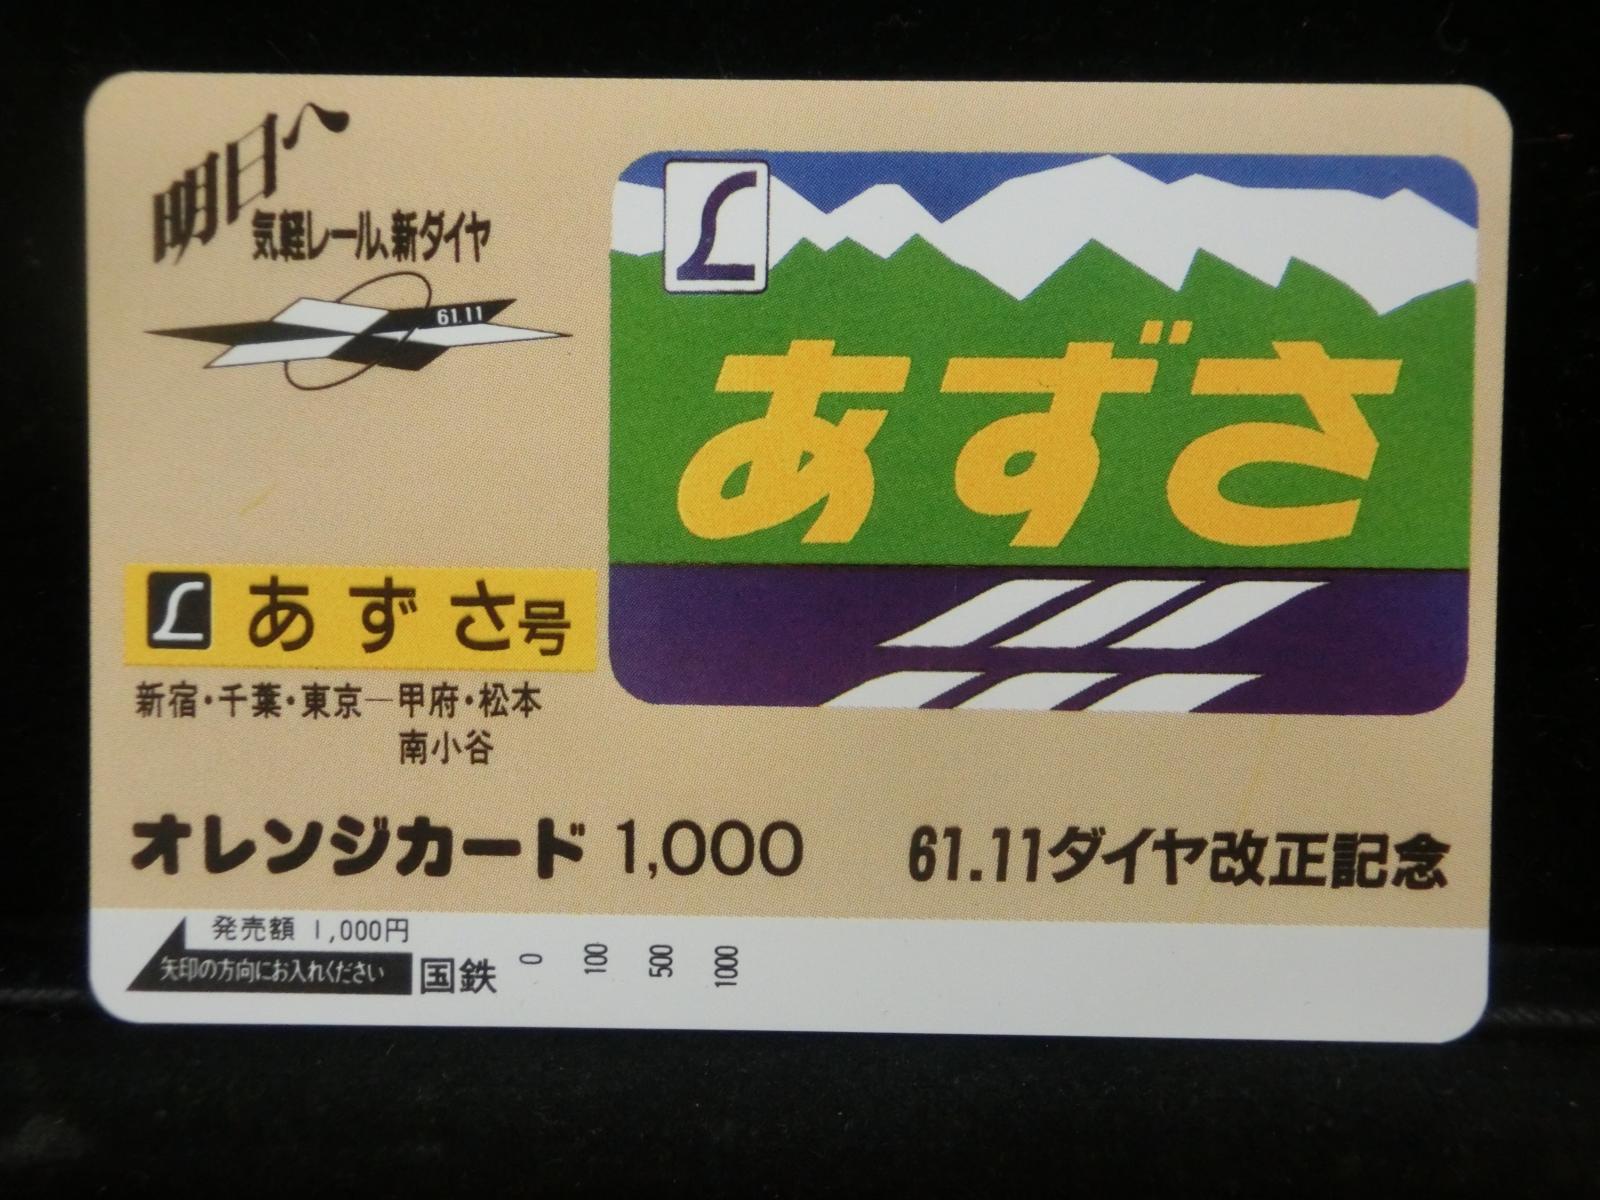 明日へ
気軽レール、新ダイヤ
61.11
L
あずさ
L あずさ号
新宿・千葉・東京―甲府・松本
南小谷
オレンジカード 1,000
61.11ダイヤ改正記念
発売額 1,000円
矢印の方向にお入れください
国鉄
0 100 500 1000